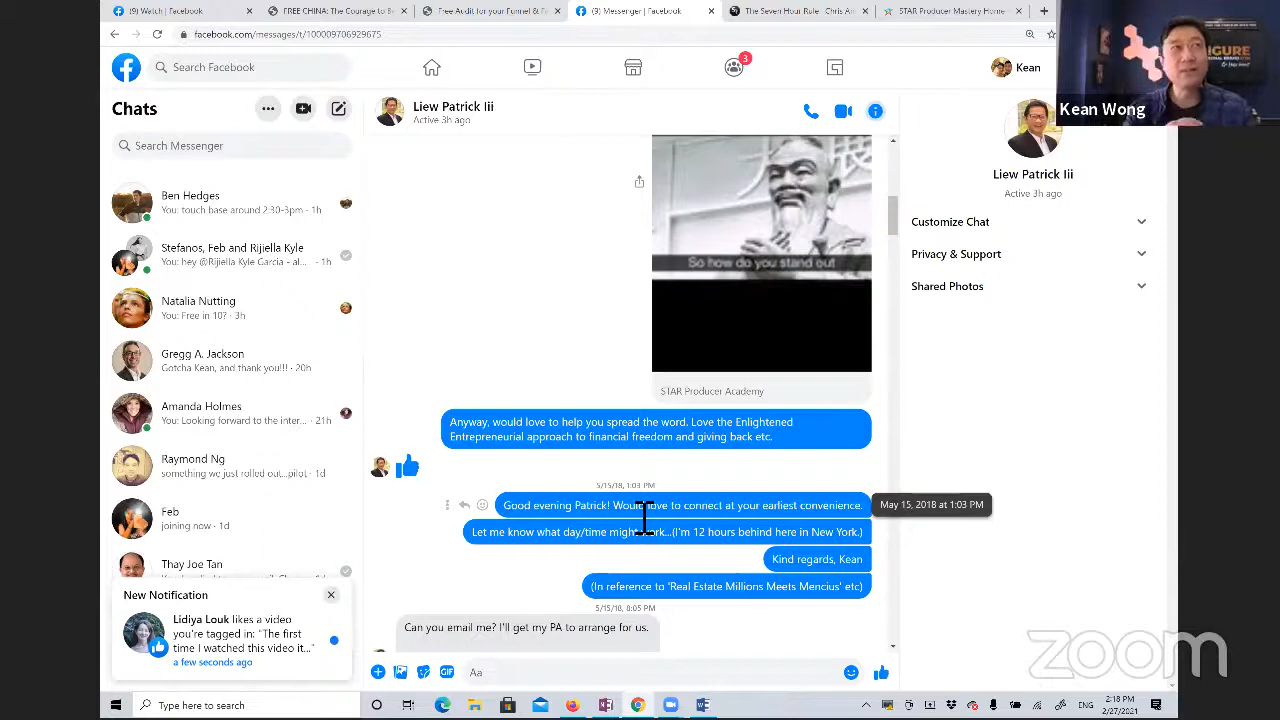 (9) Watch | Facebook
FREE CHINA: The Courage to Be
Free Audit for your Funnel & Fi
(9) Messenger | Facebook
The Seven Hour Rule - Chris Ah
STAR Producer Mastery Home
facebook.com/messages/t/100009706929675
Search Facebook
3
Kean
Kean Wong
Chats
Search Messenger
Ben Hedges
You: touch base around 2:30-3pm · 1h
Stefanos, Feb and Rijiella Kyle
You: hey @Rijiella Kyle Garcia - al... · 1h
Natalia Nutting
You: Free in 10? · 3h
Gregg A. Jackson
Gotcha Kean, and thank you!!! · 20h
Amanda Holmes
You: Looking forward to the inter... · 21h
Raymond Ng
something we just rolled out...pilot, · 1d
Feb
joining now · 1d
Thay Joe Tan
New Notification
Lidiya Look likes a video
you're tagged in: "The first
time I watched this video it..."
a few seconds ago
Liew Patrick Iii
Active 3h ago
So how do you stand out
STAR Producer Academy
Anyway, would love to help you spread the word. Love the Enlightened
Entrepreneurial approach to financial freedom and giving back etc.
5/15/18, 1:03 PM
Good evening Patrick! Would love to connect at your earliest convenience.
May 15, 2018 at 1:03 PM
Let me know what day/time might work...(I'm 12 hours behind here in New York.)
Kind regards, Kean
(In reference to 'Real Estate Millions Meets Mencius' etc)
5/15/18, 8:05 PM
Can you email me? I'll get my PA to arrange for us.
GIF
Aa
Liew Patrick Iii
Active 3h ago
Customize Chat
Privacy & Support
Shared Photos
zoom
Type here to search
ENG
2:18 PM
2/27/2021